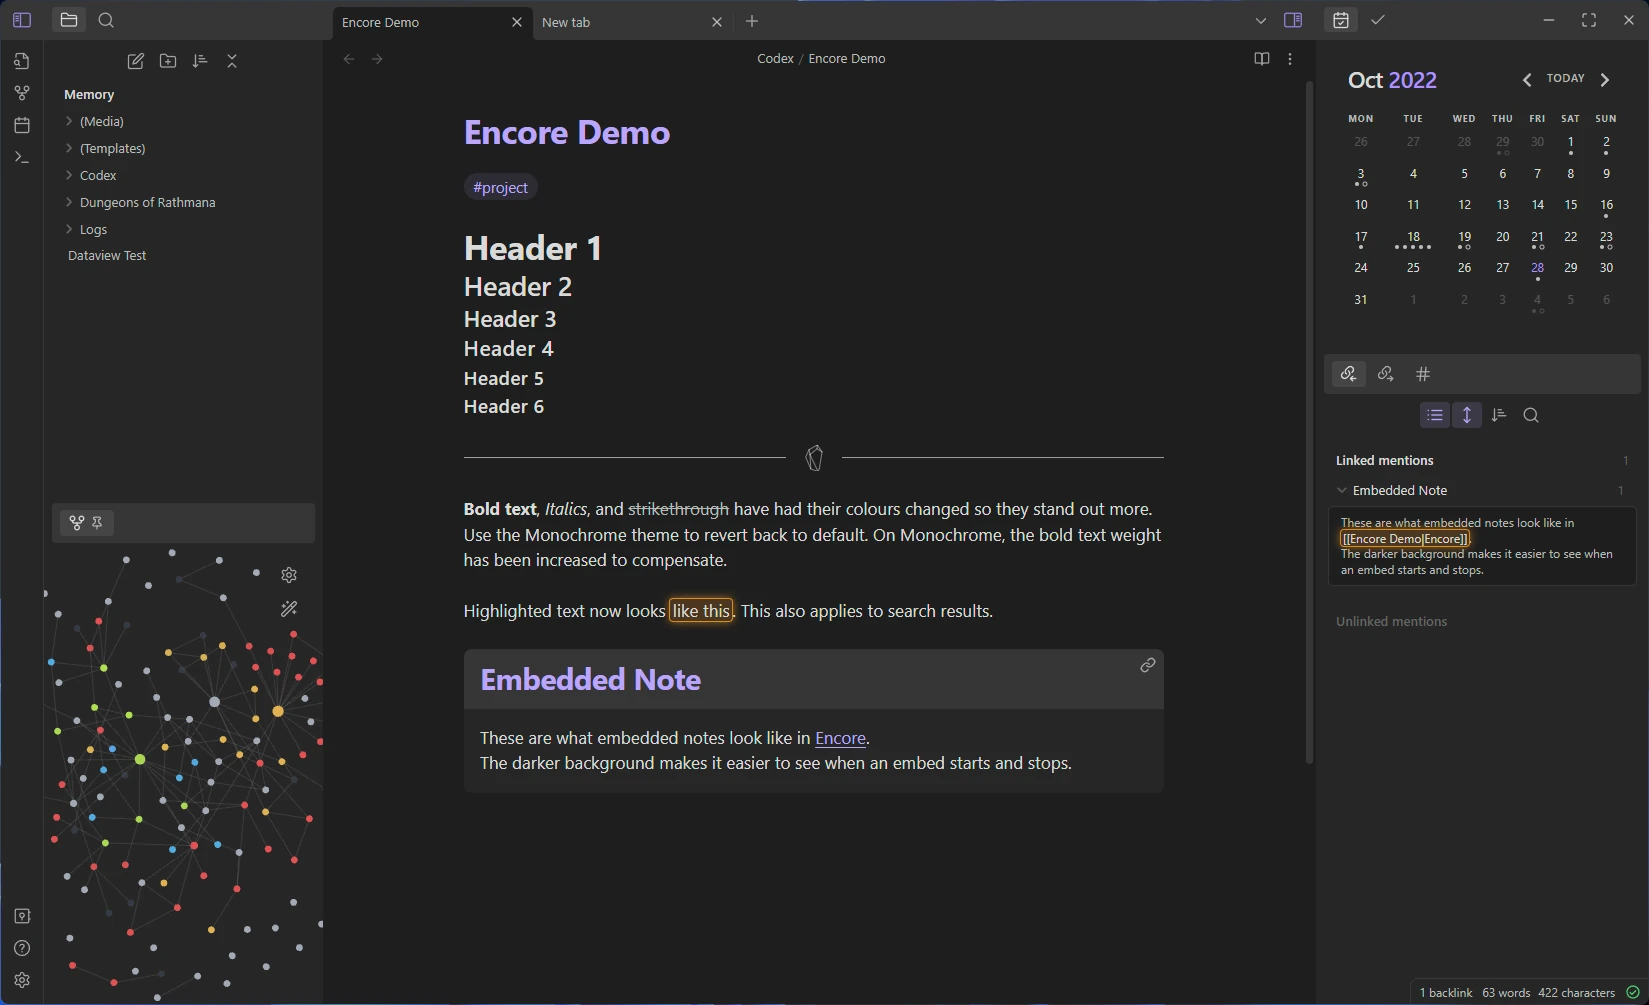 Encore Demo
New tab
Memory
(Media)
(Templates)
Codex
Dungeons of Rathmana
Logs
Dataview Test
Codex / Encore Demo
Encore Demo
#project
Header 1
Header 2
Header 3
Header 4
Header 5
Header 6
Bold text, Italics, and strikethrough have had their colours changed so they stand out more.
Use the Monochrome theme to revert back to default. On Monochrome, the bold text weight
has been increased to compensate.
Highlighted text now looks like this. This also applies to search results.
Embedded Note
These are what embedded notes look like in Encore.
The darker background makes it easier to see when an embed starts and stops.
Oct 2022
TODAY
MON TUE WED THU FRI SAT SUN
26 27 28 29 30 1 2
3 4 5 6 7 8 9
10 11 12 13 14 15 16
17 18 19 20 21 22 23
24 25 26 27 28 29 30
31 1 2 3 4 5 6
Linked mentions 1
Embedded Note 1
These are what embedded notes look like in
[[Encore Demo|Encore]].
The darker background makes it easier to see when
an embed starts and stops.
Unlinked mentions
1 backlink 63 words 422 characters